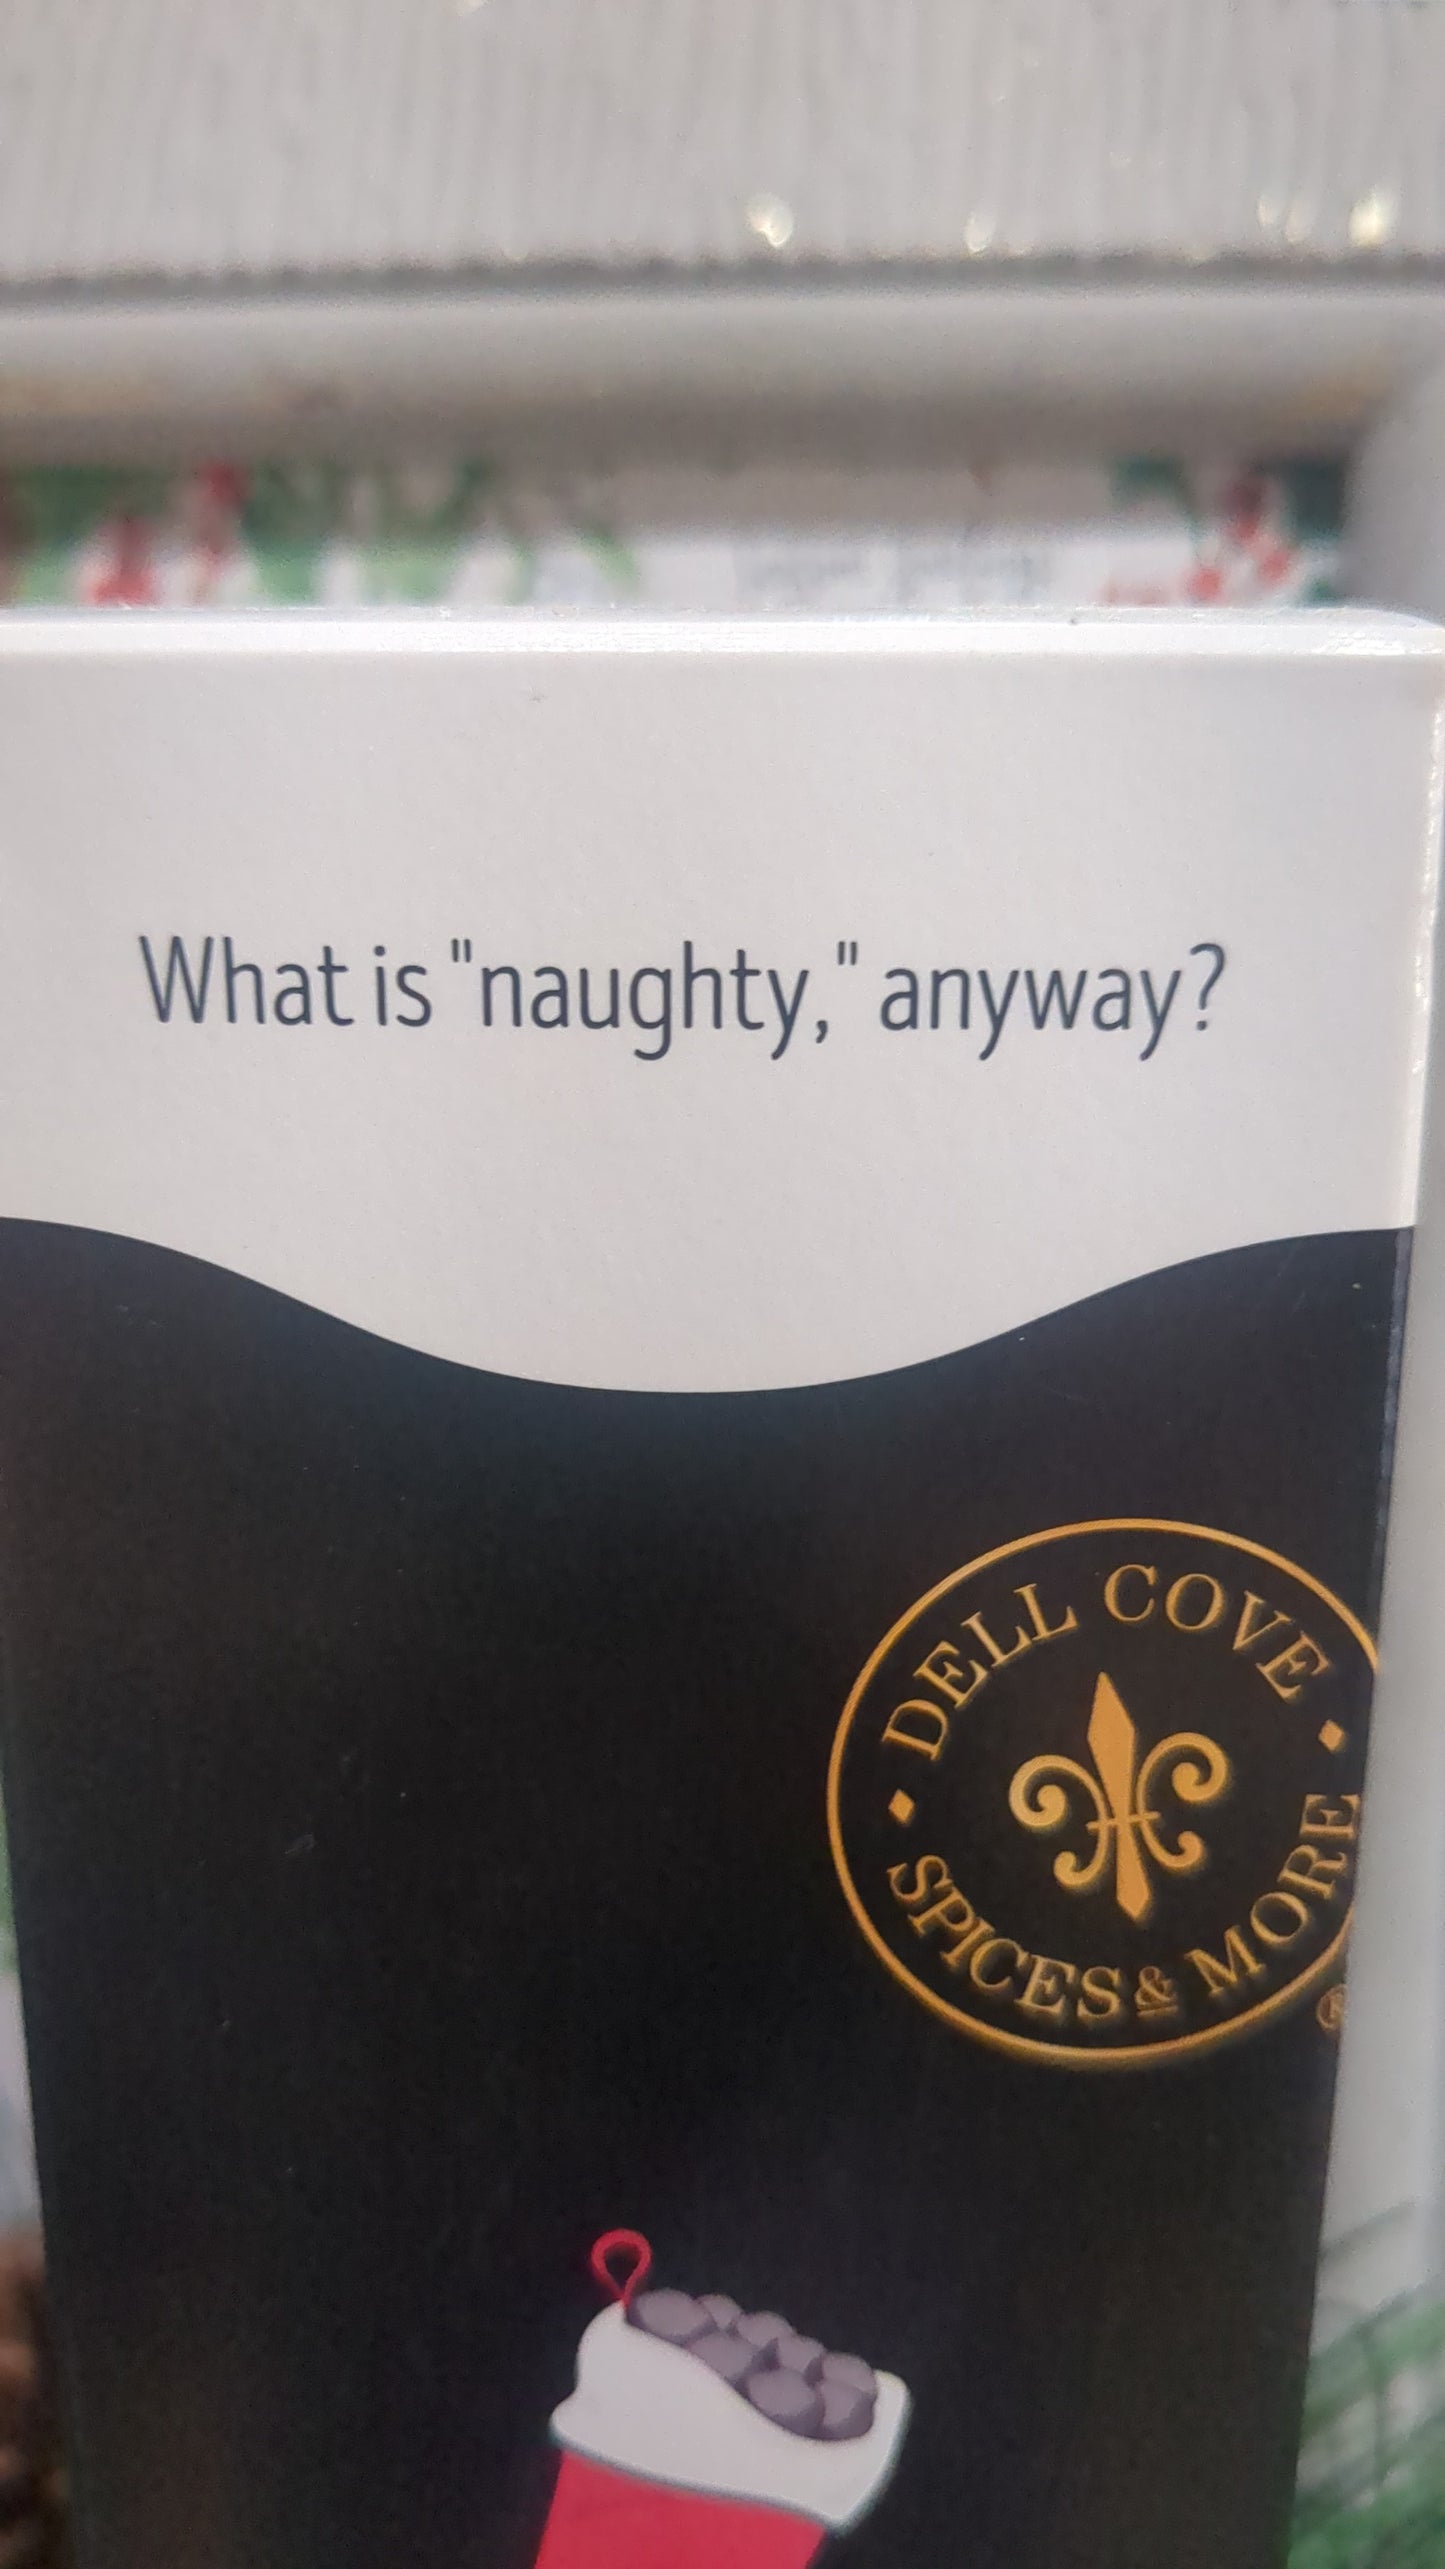 What is "naughty," anyway?
DELL COVE
SPICES & MORE
®